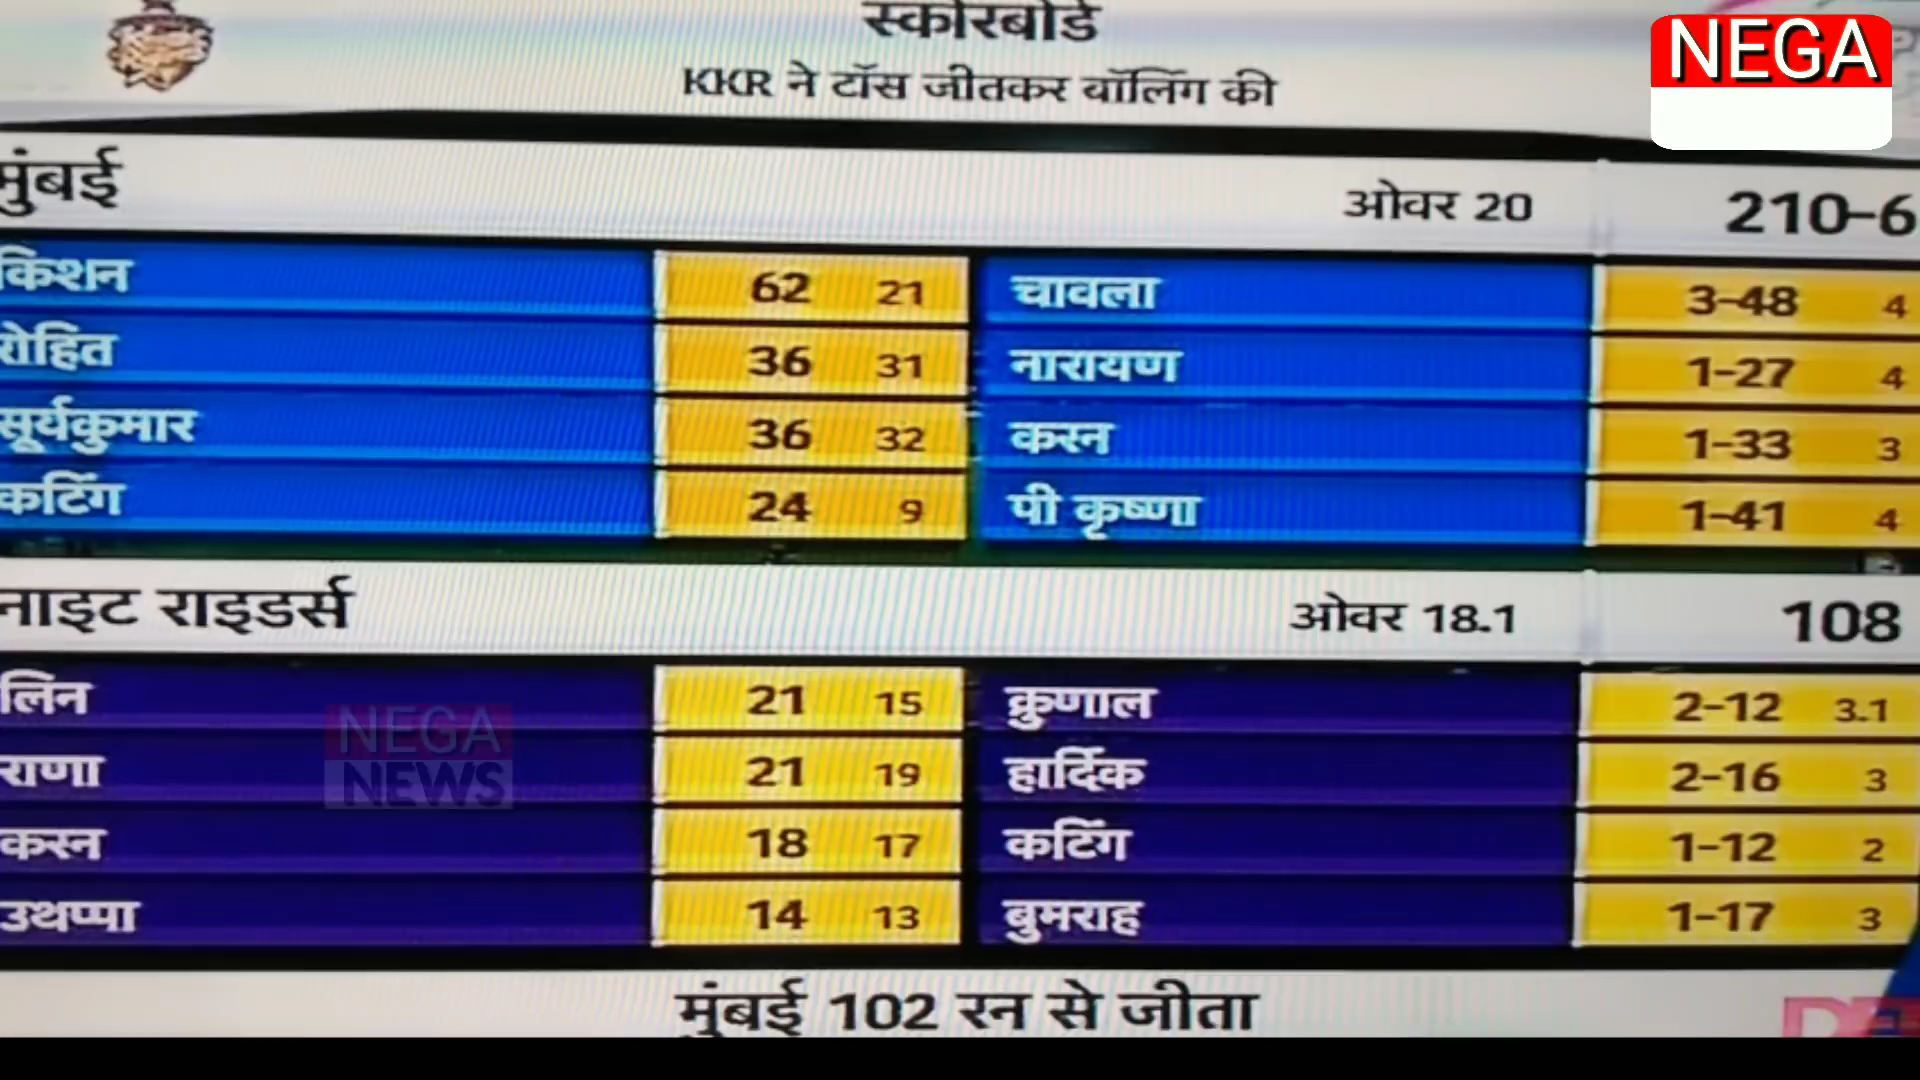 स्कोरबोर्ड
KKR ने टॉस जीतकर बॉलिंग की
NEGA
मुंबई ओवर 20 210-6
किशन 62 21 चावला 3-48 4
रोहित 36 31 नारायण 1-27 4
सूर्यकुमार 36 32 करन 1-33 3
कटिंग 24 9 पी कृष्णा 1-41 4
नाइट राइडर्स ओवर 18.1 108
लिन 21 15 क्रुणाल 2-12 3.1
राणा 21 19 हार्दिक 2-16 3
करन 18 17 कटिंग 1-12 2
उथप्पा 14 13 बुमराह 1-17 3
NEGA
NEWS
मुंबई 102 रन से जीता